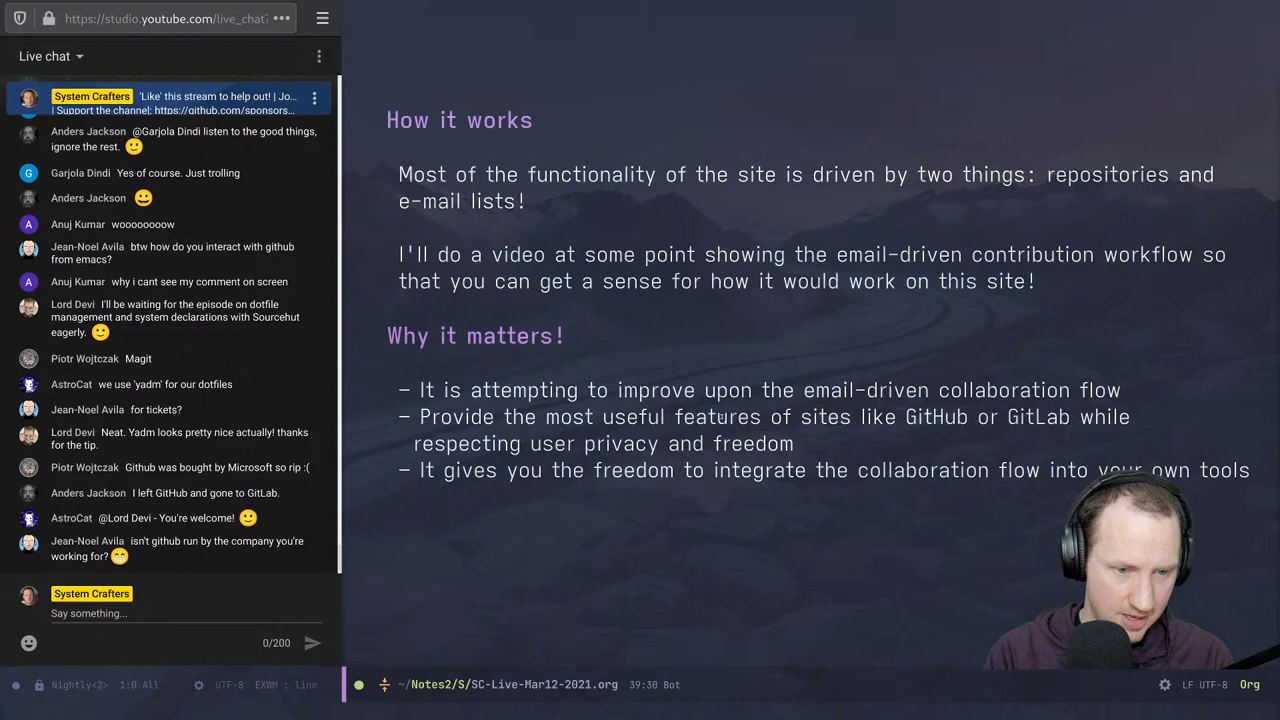 https://studio.youtube.com/live_chat?
Live chat
System Crafters 'Like' this stream to help out! | Jo...
| Support the channel: https://github.com/sponsors...
Anders Jackson @Garjola Dindi listen to the good things,
ignore the rest. 🙂
G Garjola Dindi Yes of course. Just trolling
Anders Jackson 😀
A Anuj Kumar woooooooow
Jean-Noel Avila btw how do you interact with github
from emacs?
A Anuj Kumar why i cant see my comment on screen
Lord Devi I'll be waiting for the episode on dotfile
management and system declarations with Sourcehut
eagerly. 🙂
Piotr Wojtczak Magit
AstroCat we use 'yadm' for our dotfiles
Jean-Noel Avila for tickets?
Lord Devi Neat. Yadm looks pretty nice actually! thanks
for the tip.
Piotr Wojtczak Github was bought by Microsoft so rip :(
Anders Jackson I left GitHub and gone to GitLab.
AstroCat @Lord Devi - You're welcome! 🙂
Jean-Noel Avila isn't github run by the company you're
working for? 😁
System Crafters
Say something...
0/200
Nightly<2> 1:0 All UTF-8 EXWM : line
How it works
Most of the functionality of the site is driven by two things: repositories and
e-mail lists!
I'll do a video at some point showing the email-driven contribution workflow so
that you can get a sense for how it would work on this site!
Why it matters!
- It is attempting to improve upon the email-driven collaboration flow
- Provide the most useful features of sites like GitHub or GitLab while
respecting user privacy and freedom
- It gives you the freedom to integrate the collaboration flow into your own tools
~/Notes2/S/SC-Live-Mar12-2021.org 39:30 Bot LF UTF-8 Org